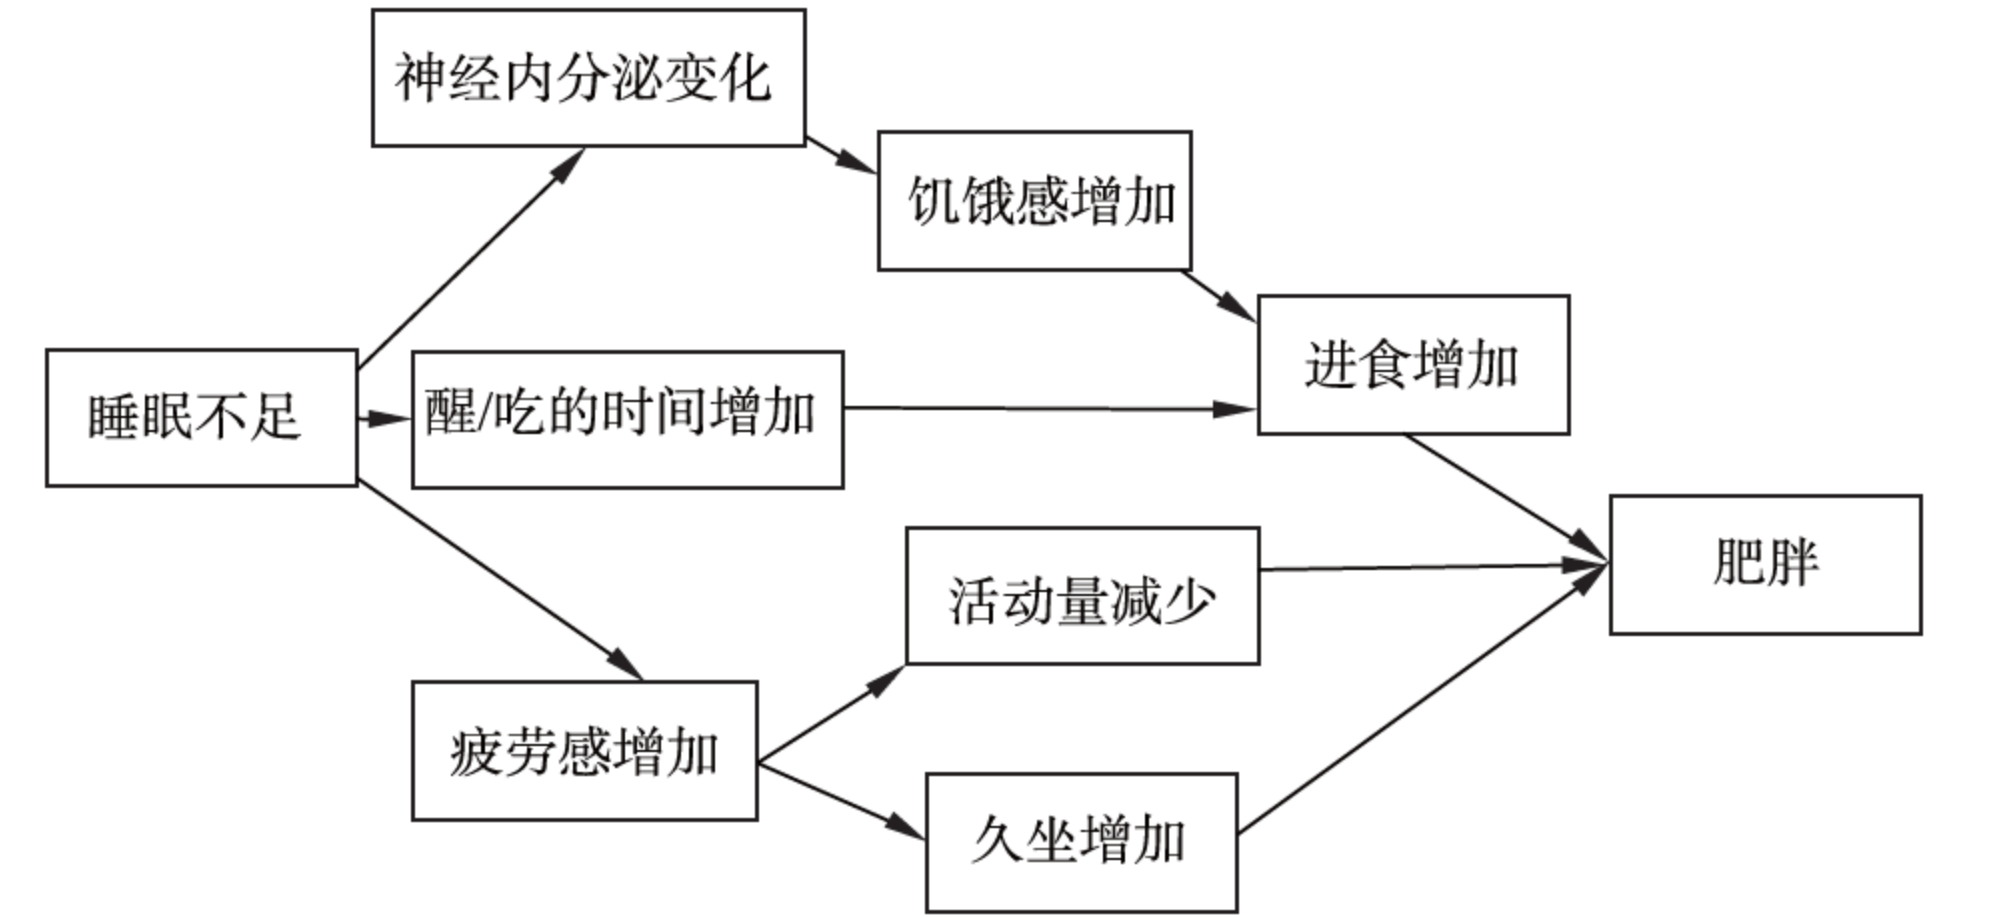 神经内分泌变化
饥饿感增加
进食增加
睡眠不足
醒/吃的时间增加
肥胖
活动量减少
疲劳感增加
久坐增加